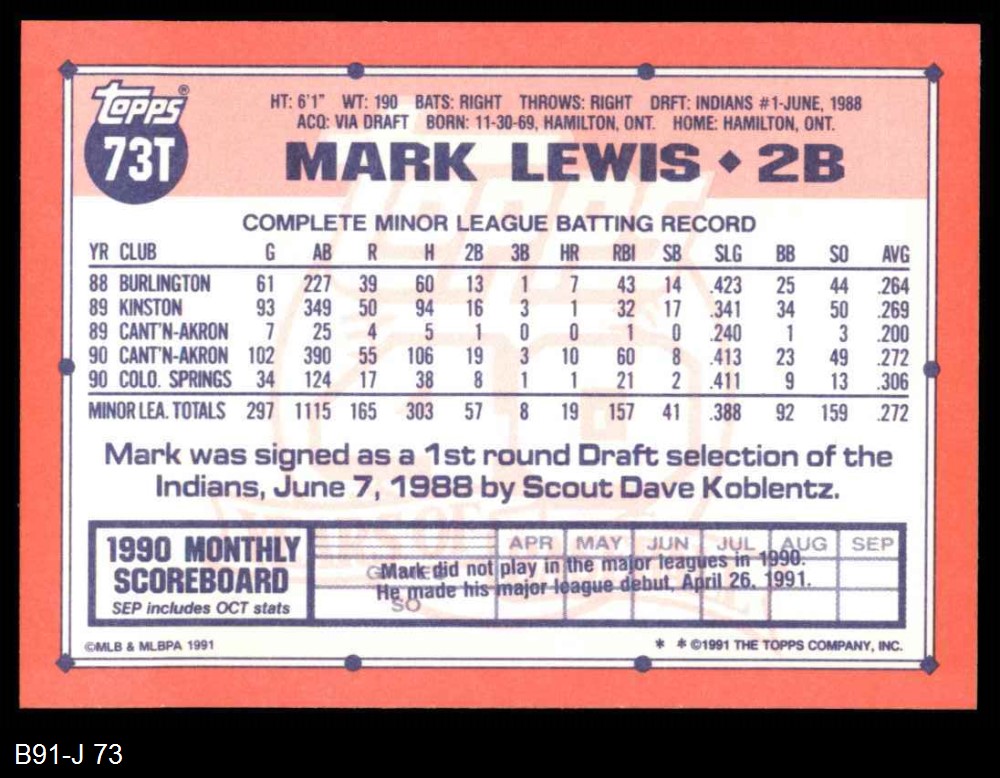 topps®
73T
HT: 6'1" WT: 190 BATS: RIGHT THROWS: RIGHT DRFT: INDIANS #1-JUNE, 1988
ACQ: VIA DRAFT BORN: 11-30-69, HAMILTON, ONT. HOME: HAMILTON, ONT.
MARK LEWIS ◆ 2B
COMPLETE MINOR LEAGUE BATTING RECORD
YR CLUB G AB R H 2B 3B HR RBI SB SLG BB SO AVG
88 BURLINGTON 61 227 39 60 13 1 7 43 14 .423 25 44 .264
89 KINSTON 93 349 50 94 16 3 1 32 17 .341 34 50 .269
89 CANT'N-AKRON 7 25 4 5 1 0 0 1 0 .240 1 3 .200
90 CANT'N-AKRON 102 390 55 106 19 3 10 60 8 .413 23 49 .272
90 COLO. SPRINGS 34 124 17 38 8 1 1 21 2 .411 9 13 .306
MINOR LEA. TOTALS 297 1115 165 303 57 8 19 157 41 .388 92 159 .272
Mark was signed as a 1st round Draft selection of the
Indians, June 7, 1988 by Scout Dave Koblentz.
1990 MONTHLY
SCOREBOARD
SEP includes OCT stats
APR MAY JUN JUL AUG SEP
GAMES
SO
Mark did not play in the major leagues in 1990.
He made his major league debut, April 26, 1991.
©MLB & MLBPA 1991
* * ©1991 THE TOPPS COMPANY, INC.
B91-J 73